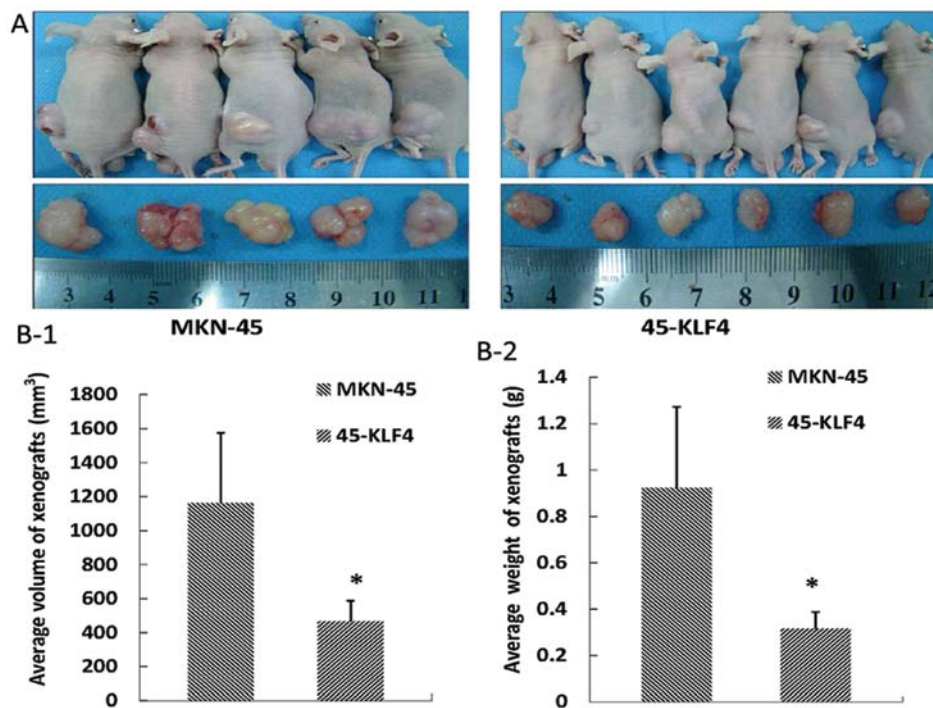 A
3 4 5 6 7 8 9 10 11
3 4 5 6 7 8 9 10 11 12
MKN-45
45-KLF4
B-1
Average volume of xenografts (mm³)
1800
1600
1400
1200
1000
800
600
400
200
0
MKN-45
45-KLF4
*
B-2
Average weight of xenografts (g)
1.4
1.2
1
0.8
0.6
0.4
0.2
0
MKN-45
45-KLF4
*